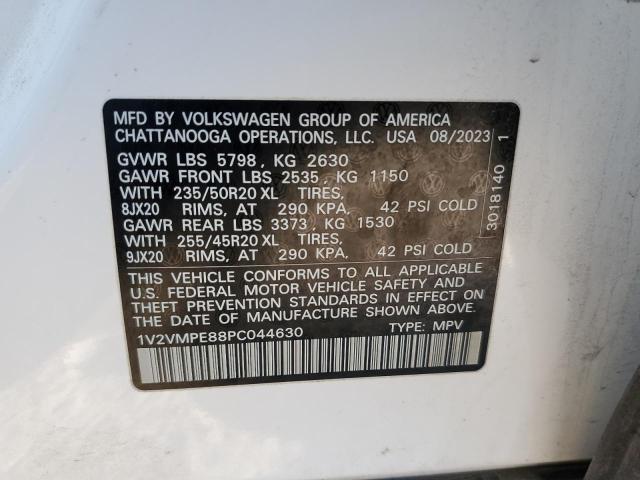 MFD BY VOLKSWAGEN GROUP OF AMERICA
CHATTANOOGA OPERATIONS, LLC. USA 08/2023
GVWR LBS 5798, KG 2630
GAWR FRONT LBS 2535, KG 1150
WITH 235/50R20 XL TIRES,
8JX20 RIMS, AT 290 KPA, 42 PSI COLD
GAWR REAR LBS 3373, KG 1530
WITH 255/45R20 XL TIRES,
9JX20 RIMS, AT 290 KPA, 42 PSI COLD
THIS VEHICLE CONFORMS TO ALL APPLICABLE
U.S. FEDERAL MOTOR VEHICLE SAFETY AND
THEFT PREVENTION STANDARDS IN EFFECT ON
THE DATE OF MANUFACTURE SHOWN ABOVE.
1V2VMPE88PC044630 TYPE: MPV
3018140 1